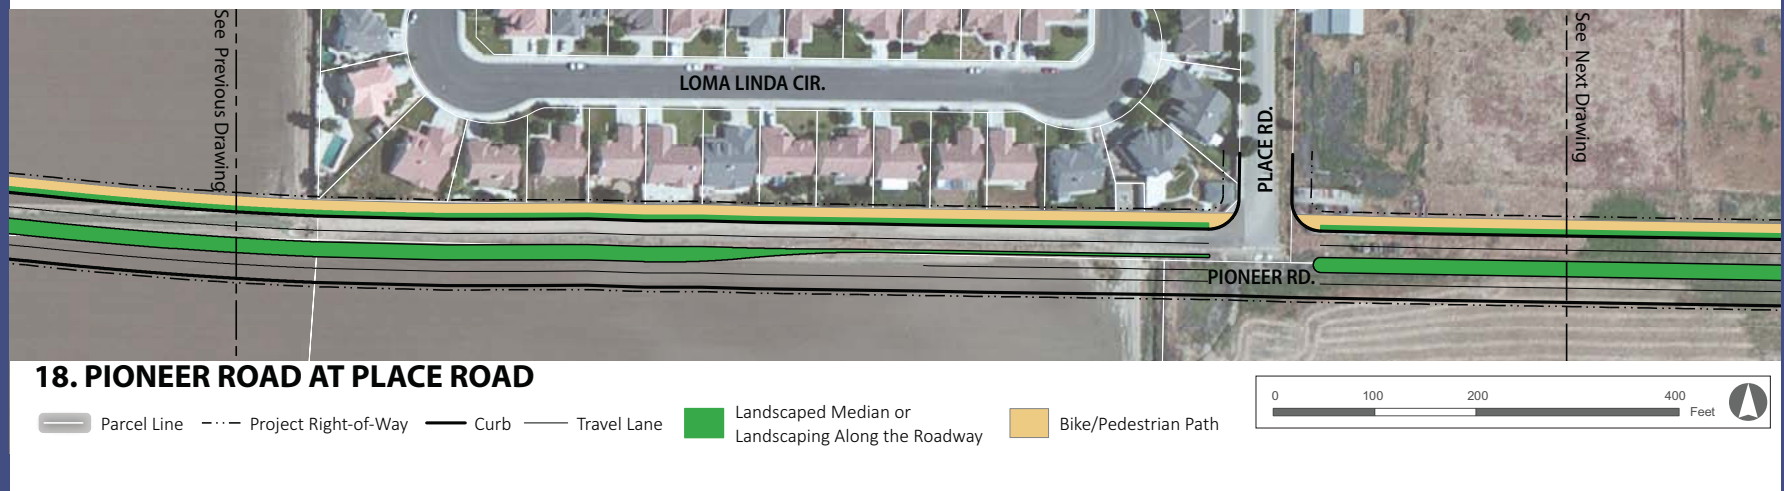 See Previous Drawing
LOMA LINDA CIR.
PLACE RD.
See Next Drawing
PIONEER RD.
18. PIONEER ROAD AT PLACE ROAD
Parcel Line
Project Right-of-Way
Curb
Travel Lane
Landscaped Median or
Landscaping Along the Roadway
Bike/Pedestrian Path
0 100 200 400
Feet